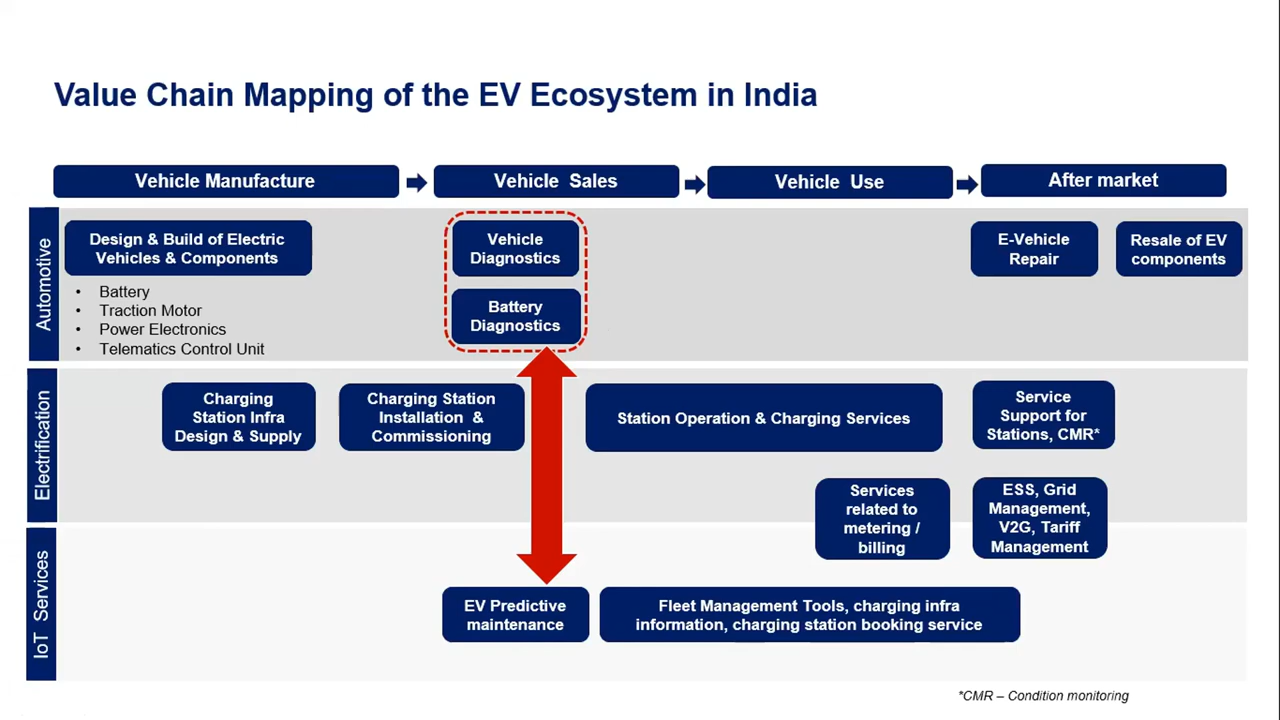 Value Chain Mapping of the EV Ecosystem in India
Vehicle Manufacture
Vehicle Sales
Vehicle Use
After market
Automotive
Design & Build of Electric
Vehicles & Components
• Battery
• Traction Motor
• Power Electronics
• Telematics Control Unit
Vehicle
Diagnostics
Battery
Diagnostics
E-Vehicle
Repair
Resale of EV
components
Electrification
Charging
Station Infra
Design & Supply
Charging Station
Installation &
Commissioning
Station Operation & Charging Services
Service
Support for
Stations, CMR*
Services
related to
metering /
billing
ESS, Grid
Management,
V2G, Tariff
Management
IoT Services
EV Predictive
maintenance
Fleet Management Tools, charging infra
information, charging station booking service
*CMR – Condition monitoring